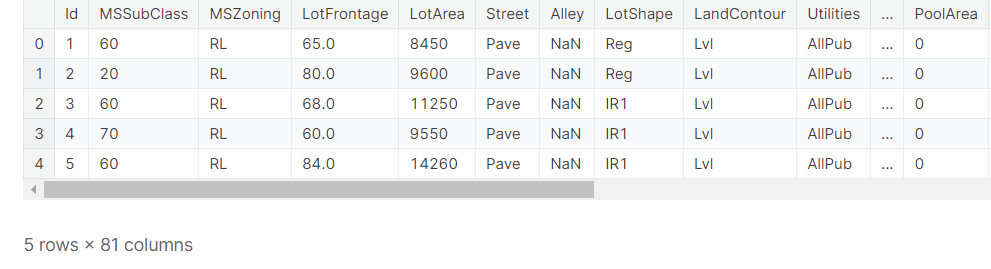 Id MSSubClass MSZoning LotFrontage LotArea Street Alley LotShape LandContour Utilities ... PoolArea
0 1 60 RL 65.0 8450 Pave NaN Reg Lvl AllPub ... 0
1 2 20 RL 80.0 9600 Pave NaN Reg Lvl AllPub ... 0
2 3 60 RL 68.0 11250 Pave NaN IR1 Lvl AllPub ... 0
3 4 70 RL 60.0 9550 Pave NaN IR1 Lvl AllPub ... 0
4 5 60 RL 84.0 14260 Pave NaN IR1 Lvl AllPub ... 0
5 rows × 81 columns